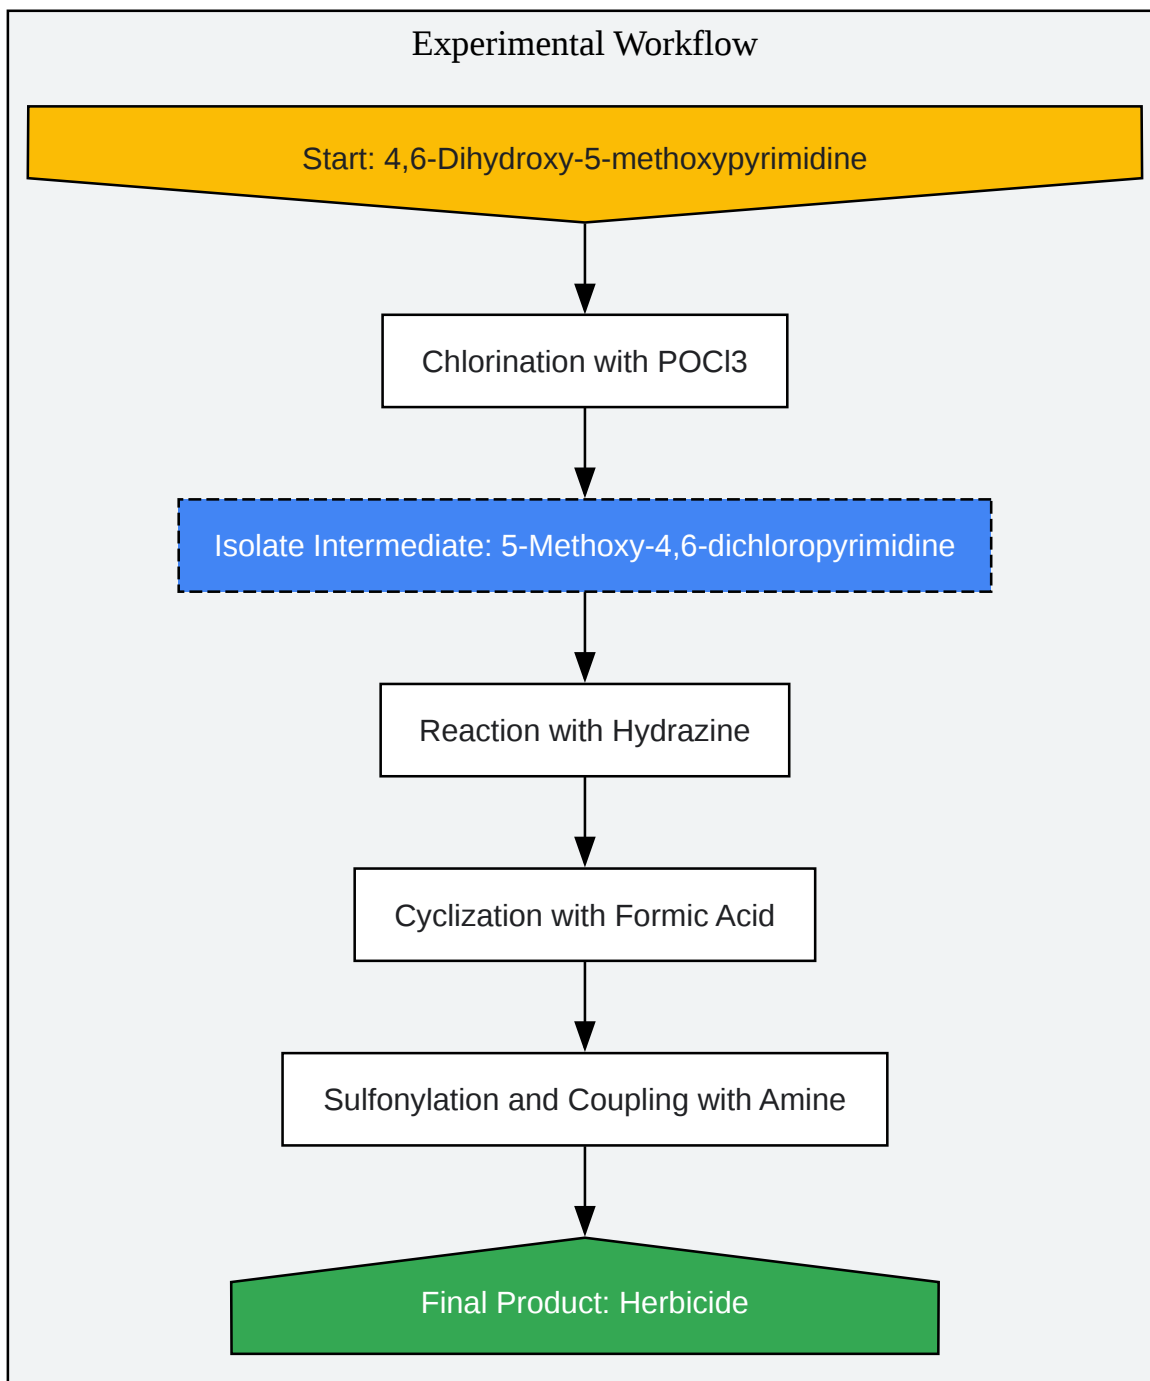 Experimental Workflow
Start: 4,6-Dihydroxy-5-methoxypyrimidine
Chlorination with POCl3
Isolate Intermediate: 5-Methoxy-4,6-dichloropyrimidine
Reaction with Hydrazine
Cyclization with Formic Acid
Sulfonylation and Coupling with Amine
Final Product: Herbicide